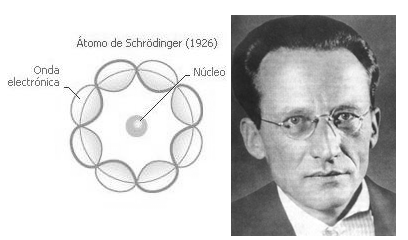 Átomo de Schrödinger (1926)
Onda
electrónica
Núcleo